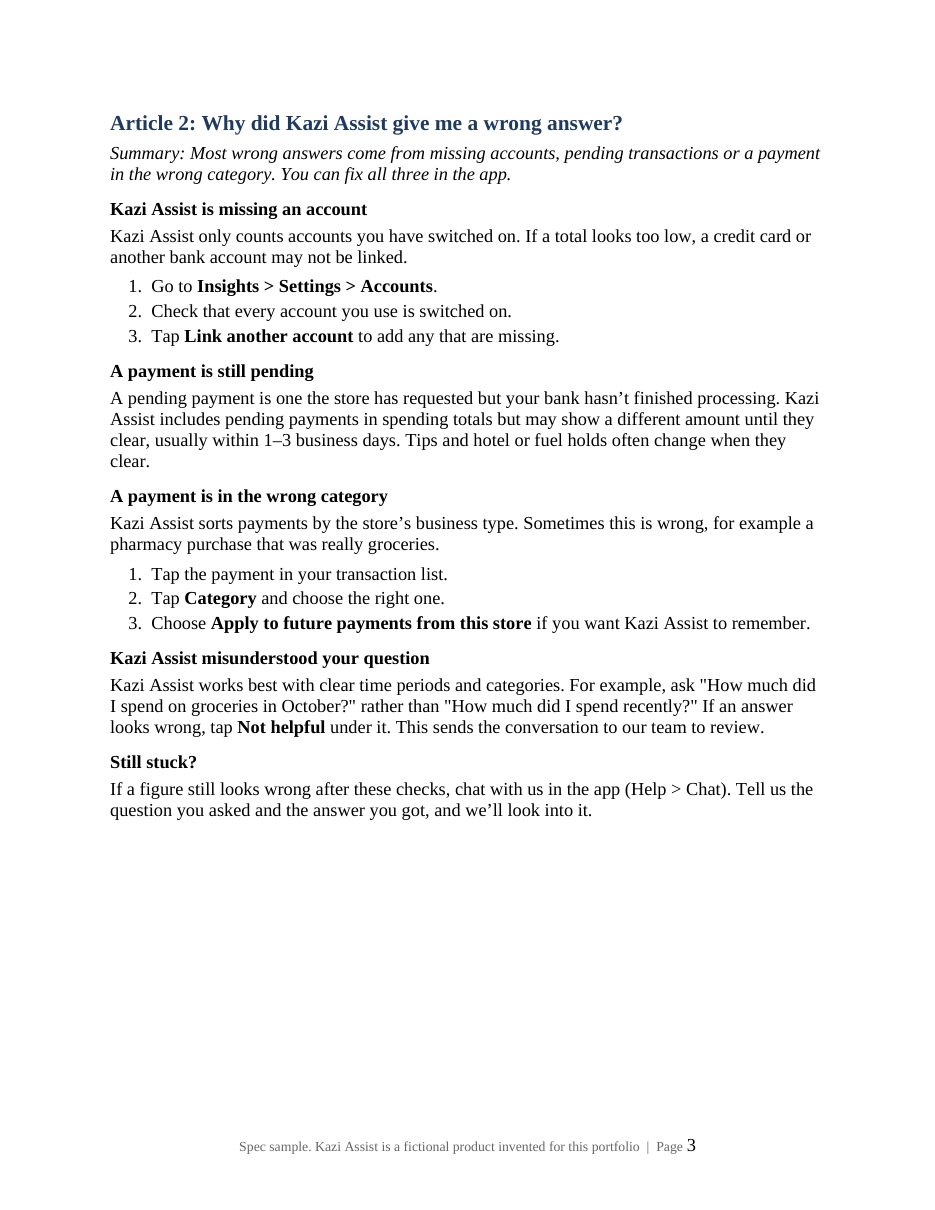 Article 2: Why did Kazi Assist give me a wrong answer?
Summary: Most wrong answers come from missing accounts, pending transactions or a payment
in the wrong category. You can fix all three in the app.
Kazi Assist is missing an account
Kazi Assist only counts accounts you have switched on. If a total looks too low, a credit card or
another bank account may not be linked.
1. Go to Insights > Settings > Accounts.
2. Check that every account you use is switched on.
3. Tap Link another account to add any that are missing.
A payment is still pending
A pending payment is one the store has requested but your bank hasn’t finished processing. Kazi
Assist includes pending payments in spending totals but may show a different amount until they
clear, usually within 1–3 business days. Tips and hotel or fuel holds often change when they
clear.
A payment is in the wrong category
Kazi Assist sorts payments by the store’s business type. Sometimes this is wrong, for example a
pharmacy purchase that was really groceries.
1. Tap the payment in your transaction list.
2. Tap Category and choose the right one.
3. Choose Apply to future payments from this store if you want Kazi Assist to remember.
Kazi Assist misunderstood your question
Kazi Assist works best with clear time periods and categories. For example, ask "How much did
I spend on groceries in October?" rather than "How much did I spend recently?" If an answer
looks wrong, tap Not helpful under it. This sends the conversation to our team to review.
Still stuck?
If a figure still looks wrong after these checks, chat with us in the app (Help > Chat). Tell us the
question you asked and the answer you got, and we’ll look into it.
Spec sample. Kazi Assist is a fictional product invented for this portfolio | Page 3